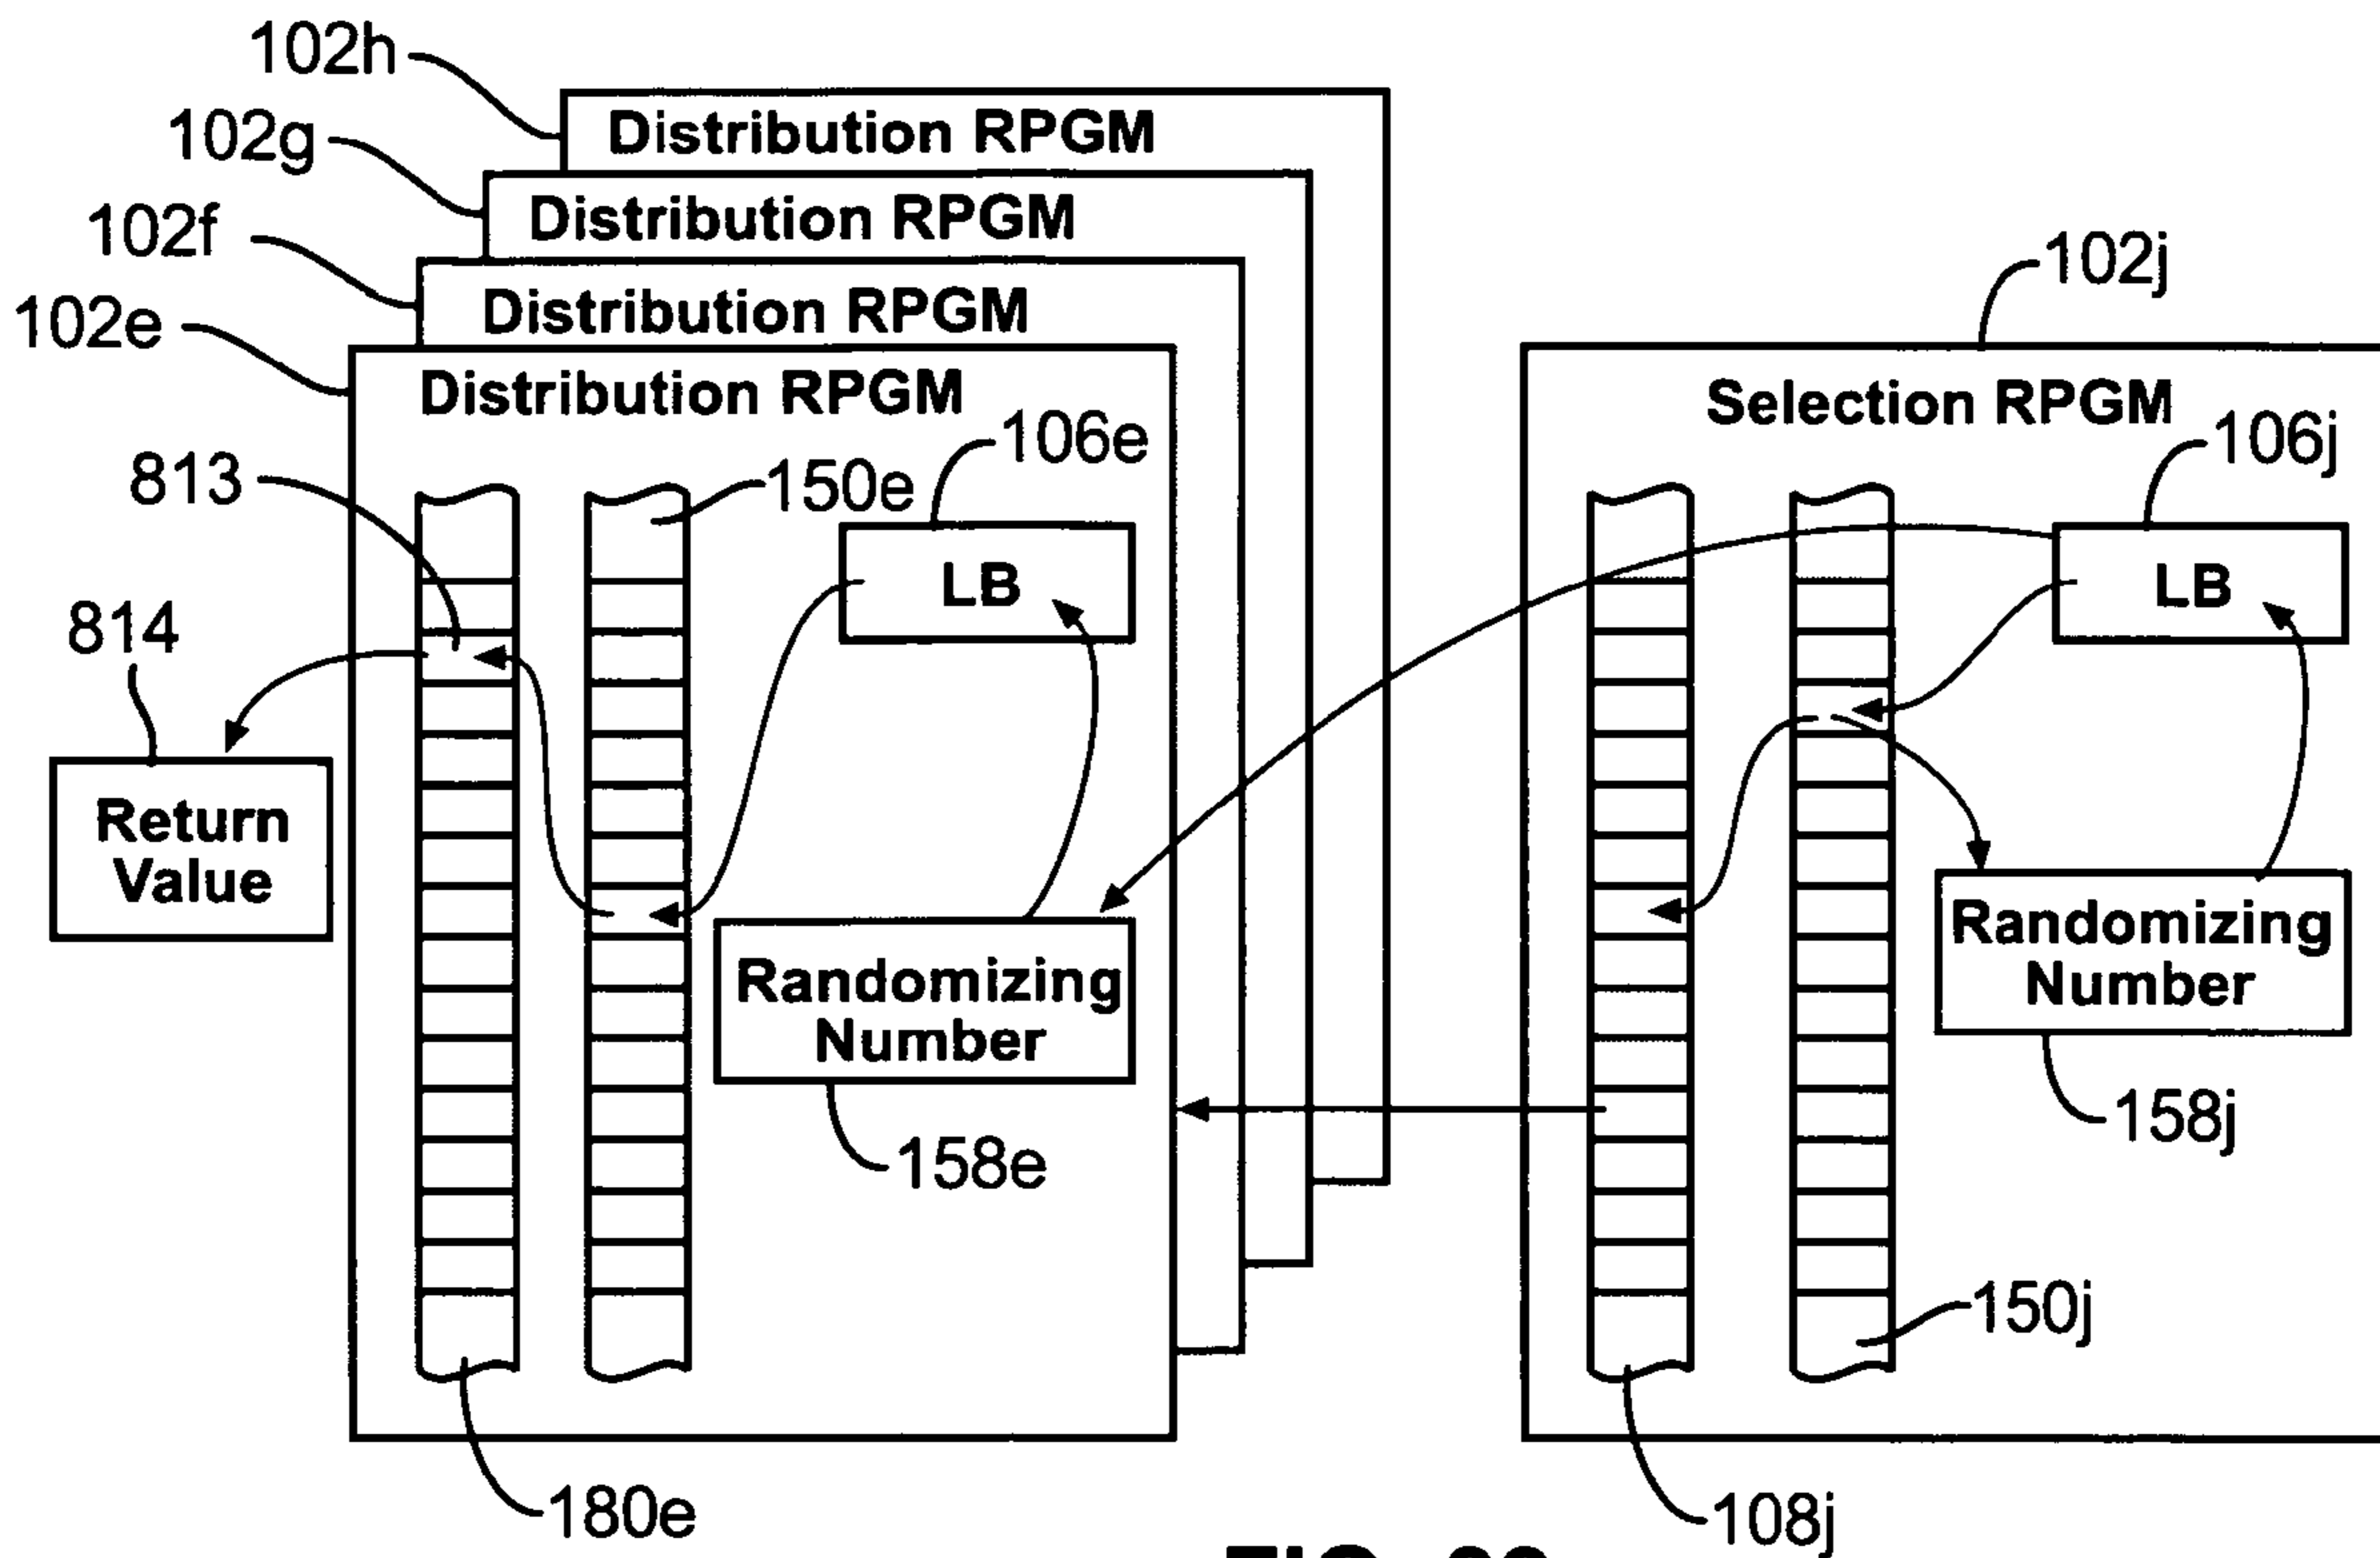 102h
Distribution RPGM
102g
Distribution RPGM
102f
Distribution RPGM
102e
Distribution RPGM
102j
Selection RPGM
106e
106j
813
150e
LB
LB
814
Return
Value
Randomizing
Number
Randomizing
Number
158e
158j
150j
180e
108j